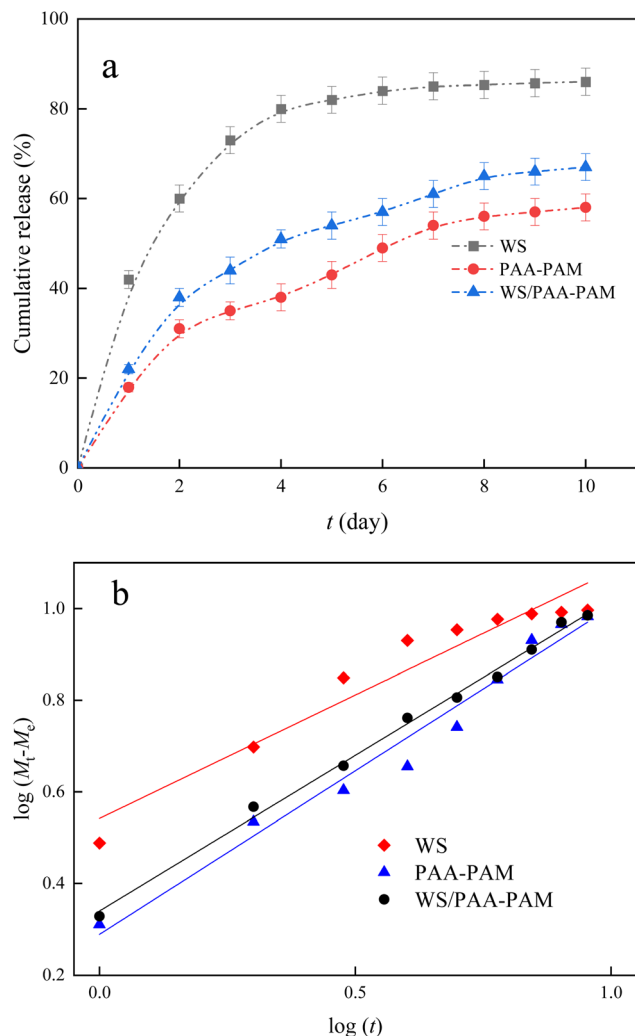 a
100
80
60
40
20
0
Cumulative release (%)
WS
PAA-PAM
WS/PAA-PAM
0 2 4 6 8 10
t (day)
b
1.0
0.8
0.6
0.4
0.2
log (Mt-Me)
WS
PAA-PAM
WS/PAA-PAM
0.0 0.5 1.0
log (t)